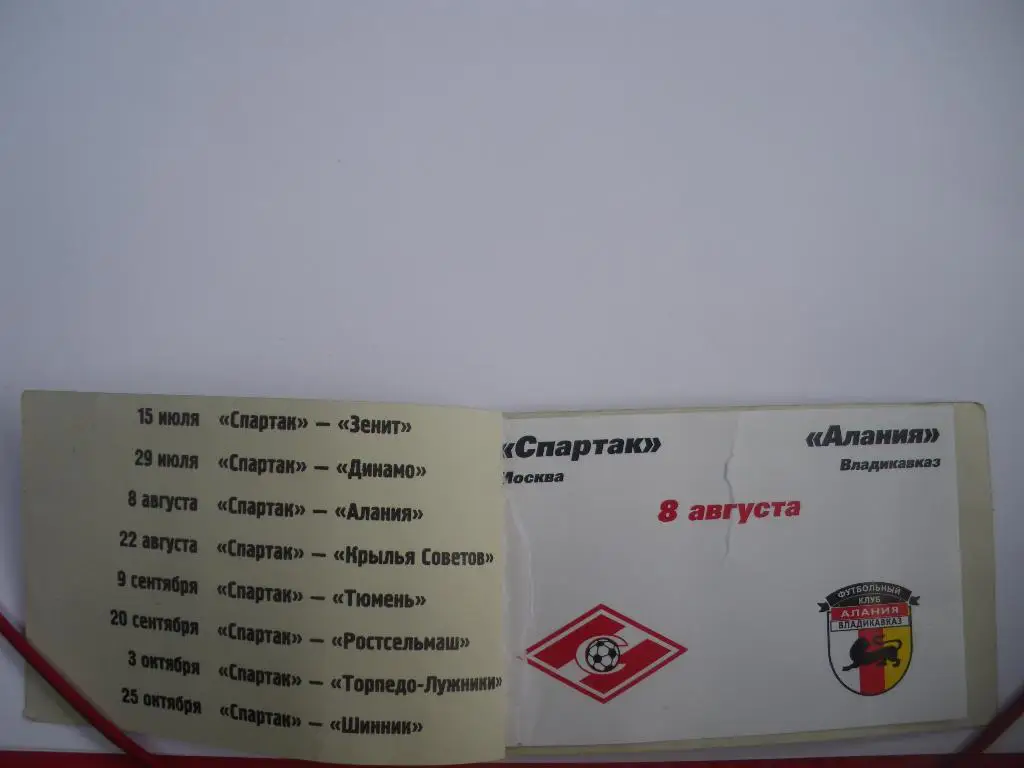 15 июля «Спартак» — «Зенит»
29 июля «Спартак» — «Динамо»
8 августа «Спартак» — «Алания»
22 августа «Спартак» — «Крылья Советов»
9 сентября «Спартак» — «Тюмень»
20 сентября «Спартак» — «Ростсельмаш»
3 октября «Спартак» — «Торпедо-Лужники»
25 октября «Спартак» — «Шинник»
«Спартак» «Алания»
Москва Владикавказ
8 августа
ФУТБОЛЬНЫЙ
КЛУБ
АЛАНИЯ
ВЛАДИКАВКАЗ